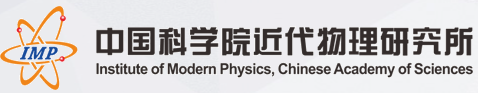 IMP
中国科学院近代物理研究所
Institute of Modern Physics, Chinese Academy of Sciences